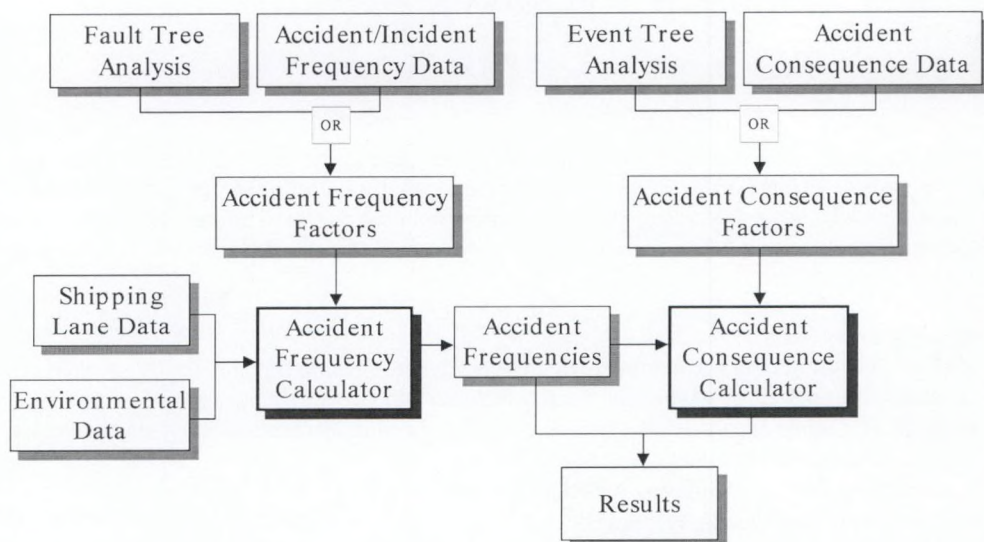 Fault Tree
Analysis
Accident/Incident
Frequency Data
Event Tree
Analysis
Accident
Consequence Data
OR
OR
Accident Frequency
Factors
Accident Consequence
Factors
Shipping
Lane Data
Environmental
Data
Accident
Frequency
Calculator
Accident
Frequencies
Accident
Consequence
Calculator
Results